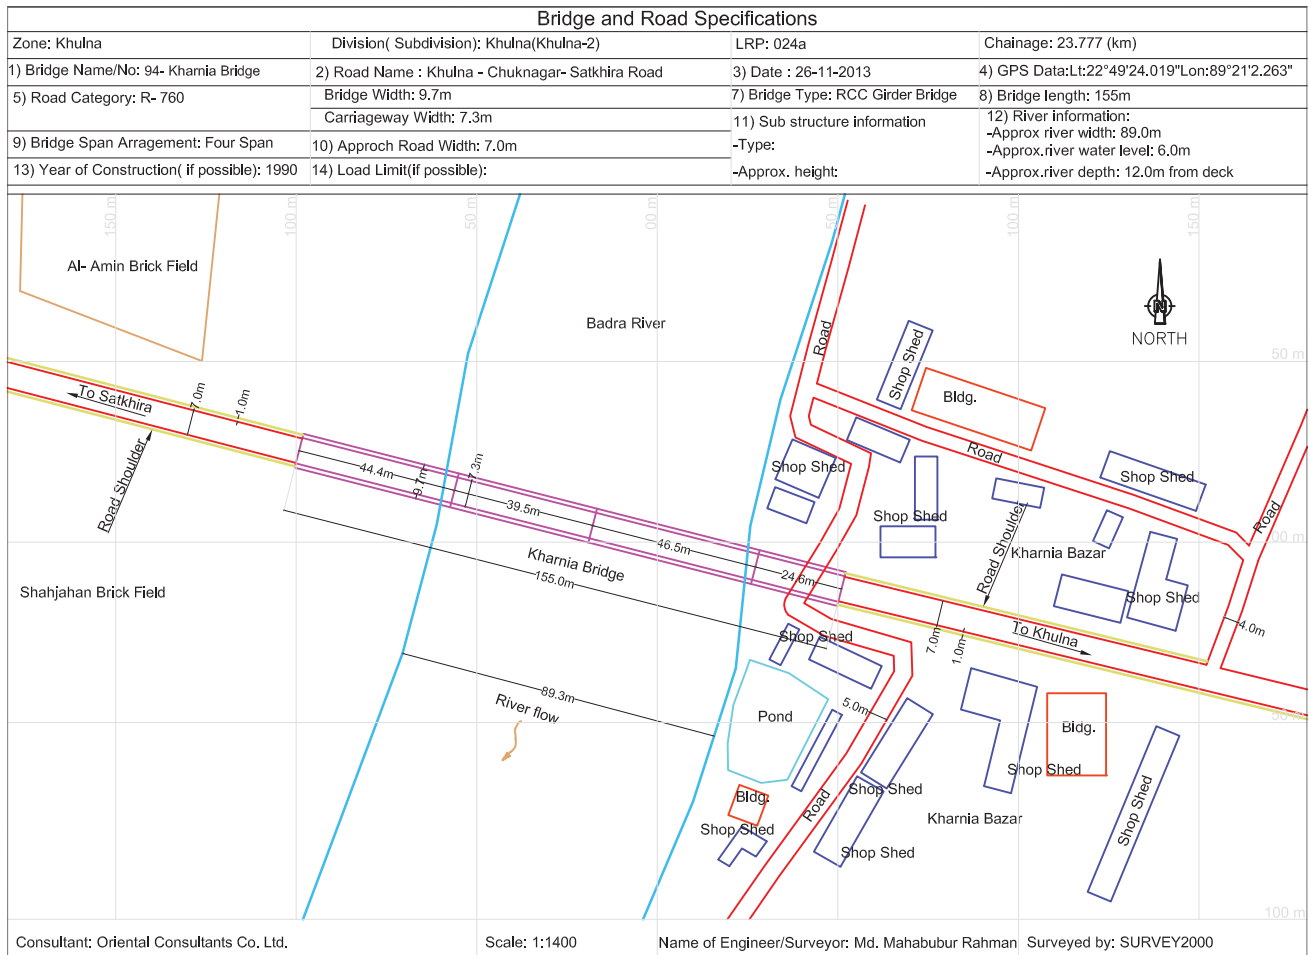 Bridge and Road Specifications
Zone: Khulna
Division( Subdivision): Khulna(Khulna-2)
LRP: 024a
Chainage: 23.777 (km)
1) Bridge Name/No: 94- Kharnia Bridge
2) Road Name : Khulna - Chuknagar- Satkhira Road
3) Date : 26-11-2013
4) GPS Data:Lt:22°49'24.019"Lon:89°21'2.263"
5) Road Category: R- 760
Bridge Width: 9.7m
Carriageway Width: 7.3m
7) Bridge Type: RCC Girder Bridge
8) Bridge length: 155m
9) Bridge Span Arragement: Four Span
10) Approch Road Width: 7.0m
11) Sub structure information
-Type:
-Approx. height:
12) River information:
-Approx river width: 89.0m
-Approx.river water level: 6.0m
-Approx.river depth: 12.0m from deck
13) Year of Construction( if possible): 1990
14) Load Limit(if possible):
150 m
100 m
50 m
00 m
50 m
100 m
150 m
Al- Amin Brick Field
Badra River
Road
Shop Shed
Bldg.
N
NORTH
50 m
To Satkhira
7.0m
1.0m
Road Shoulder
44.4m
9.7m
7.3m
39.5m
46.5m
24.6m
Kharnia Bridge
155.0m
Shop Shed
Shop Shed
Road
Shop Shed
Road
Road Shoulder
Kharnia Bazar
00 m
Shop Shed
Shahjahan Brick Field
4.0m
To Khulna
7.0m
1.0m
Shop Shed
89.3m
River flow
Pond
5.0m
Bldg.
50 m
Shop Shed
Bldg.
Shop Shed
Road
Shop Shed
Kharnia Bazar
Shop Shed
Shop Shed
100 m
Consultant: Oriental Consultants Co. Ltd.
Scale: 1:1400
Name of Engineer/Surveyor: Md. Mahabubur Rahman
Surveyed by: SURVEY2000